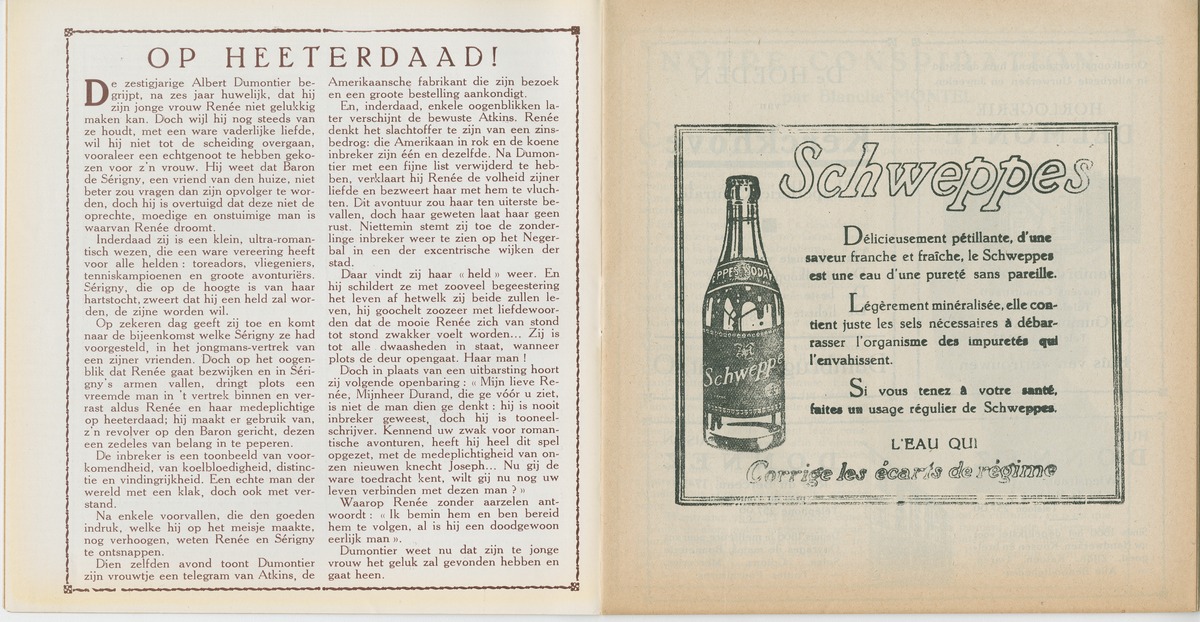 OP HEETERDAAD!
De zestigjarige Albert Dumontier be-
grijpt, na zes jaar huwelijk, dat hij
zijn jonge vrouw Renée niet gelukkig
maken kan. Doch wijl hij nog steeds van
ze houdt, met een ware vaderlijke liefde,
wil hij niet tot de scheiding overgaan,
vooraleer een echtgenoot te hebben geko-
zen voor z'n vrouw. Hij weet dat Baron
de Sérigny, een vriend van den huize, niet
beter zou vragen dan zijn opvolger te wor-
den, doch hij is overtuigd dat deze niet de
oprechte, moedige en onstuimige man is
waarvan Renée droomt.
Inderdaad zij is een klein, ultra-roman-
tisch wezen, die een ware vereering heeft
voor alle helden : toreadors, vliegeniers,
tenniskampioenen en groote avonturiërs.
Sérigny, die op de hoogte is van haar
hartstocht, zweert dat hij een held zal wor-
den, de zijne worden wil.
Op zekeren dag geeft zij toe en komt
naar de bijeenkomst welke Sérigny ze had
voorgesteld, in het jongmans-vertrek van
een zijner vrienden. Doch op het oogen-
blik dat Renée gaat bezwijken en in Séri-
gny's armen vallen, dringt plots een
vreemde man in 't vertrek binnen en ver-
rast aldus Renée en haar medeplichtige
op heeterdaad; hij maakt er gebruik van,
z'n revolver op den Baron gericht, dezen
een zedeles van belang in te peperen.
De inbreker is een toonbeeld van voor-
komendheid, van koelbloedigheid, distinc-
tie en vindingrijkheid. Een echte man der
wereld met een klak, doch ook met ver-
stand.
Na enkele voorvallen, die den goeden
indruk, welke hij op het meisje maakte,
nog verhoogen, weten Renée en Sérigny
te ontsnappen.
Dien zelfden avond toont Dumontier
zijn vrouwtje een telegram van Atkins, de
Amerikaansche fabrikant die zijn bezoek
en een groote bestelling aankondigt.
En, inderdaad, enkele oogenblikken la-
ter verschijnt de bewuste Atkins. Renée
denkt het slachtoffer te zijn van een zins-
bedrog: die Amerikaan in rok en de koene
inbreker zijn één en dezelfde. Na Dumon-
tier met een fijne list verwijderd te heb-
ben, verklaart hij Renée de volheid zijner
liefde en bezweert haar met hem te vluch-
ten. Dit avontuur zou haar ten uiterste be-
vallen, doch haar geweten laat haar geen
rust. Niettemin stemt zij toe de zonder-
linge inbreker weer te zien op het Neger-
bal in een der excentrische wijken der
stad.
Daar vindt zij haar « held » weer. En
hij schildert ze met zooveel begeestering
het leven af hetwelk zij beide zullen le-
ven, hij goochelt zoozeer met liefdewoor-
den dat de mooie Renée zich van stond
tot stond zwakker voelt worden... Zij is
tot alle dwaasheden in staat, wanneer
plots de deur opengaat. Haar man !
Doch in plaats van een uitbarsting hoort
zij volgende openbaring : « Mijn lieve Re-
née, Mijnheer Durand, die ge vóór u ziet,
is niet de man dien ge denkt : hij is nooit
inbreker geweest, doch hij is tooneel-
schrijver. Kennend uw zwak voor roman-
tische avonturen, heeft hij heel dit spel
opgezet, met de medeplichtigheid van on-
zen nieuwen knecht Joseph... Nu gij de
ware toedracht kent, wilt gij nu nog uw
leven verbinden met dezen man ? »
Waarop Renée zonder aarzelen ant-
woordt : « Ik bemin hem en ben bereid
hem te volgen, al is hij een doodgewoon
eerlijk man ».
Dumontier weet nu dat zijn te jonge
vrouw het geluk zal gevonden hebben en
gaat heen.
Schweppes
Délicieusement pétillante, d'une
saveur franche et fraîche, le Schweppes
est une eau d'une pureté sans pareille.
Légèrement minéralisée, elle con-
tient juste les sels nécessaires à débar-
rasser l'organisme des impuretés qui
l'envahissent.
Si vous tenez à votre santé,
faites un usage régulier de Schweppes.
L'EAU QUI
Corrige les écarts de régime
PPES SODA
Schwepp